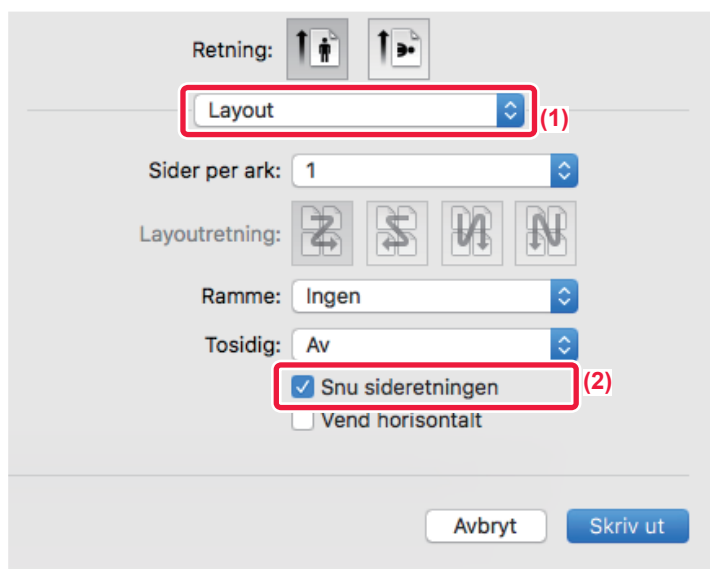 Retning:
Layout
(1)
Sider per ark: 1
Layoutretning:
Ramme: Ingen
Tosidig: Av
Snu sideretningen
(2)
Vend horisontalt
Avbryt
Skriv ut